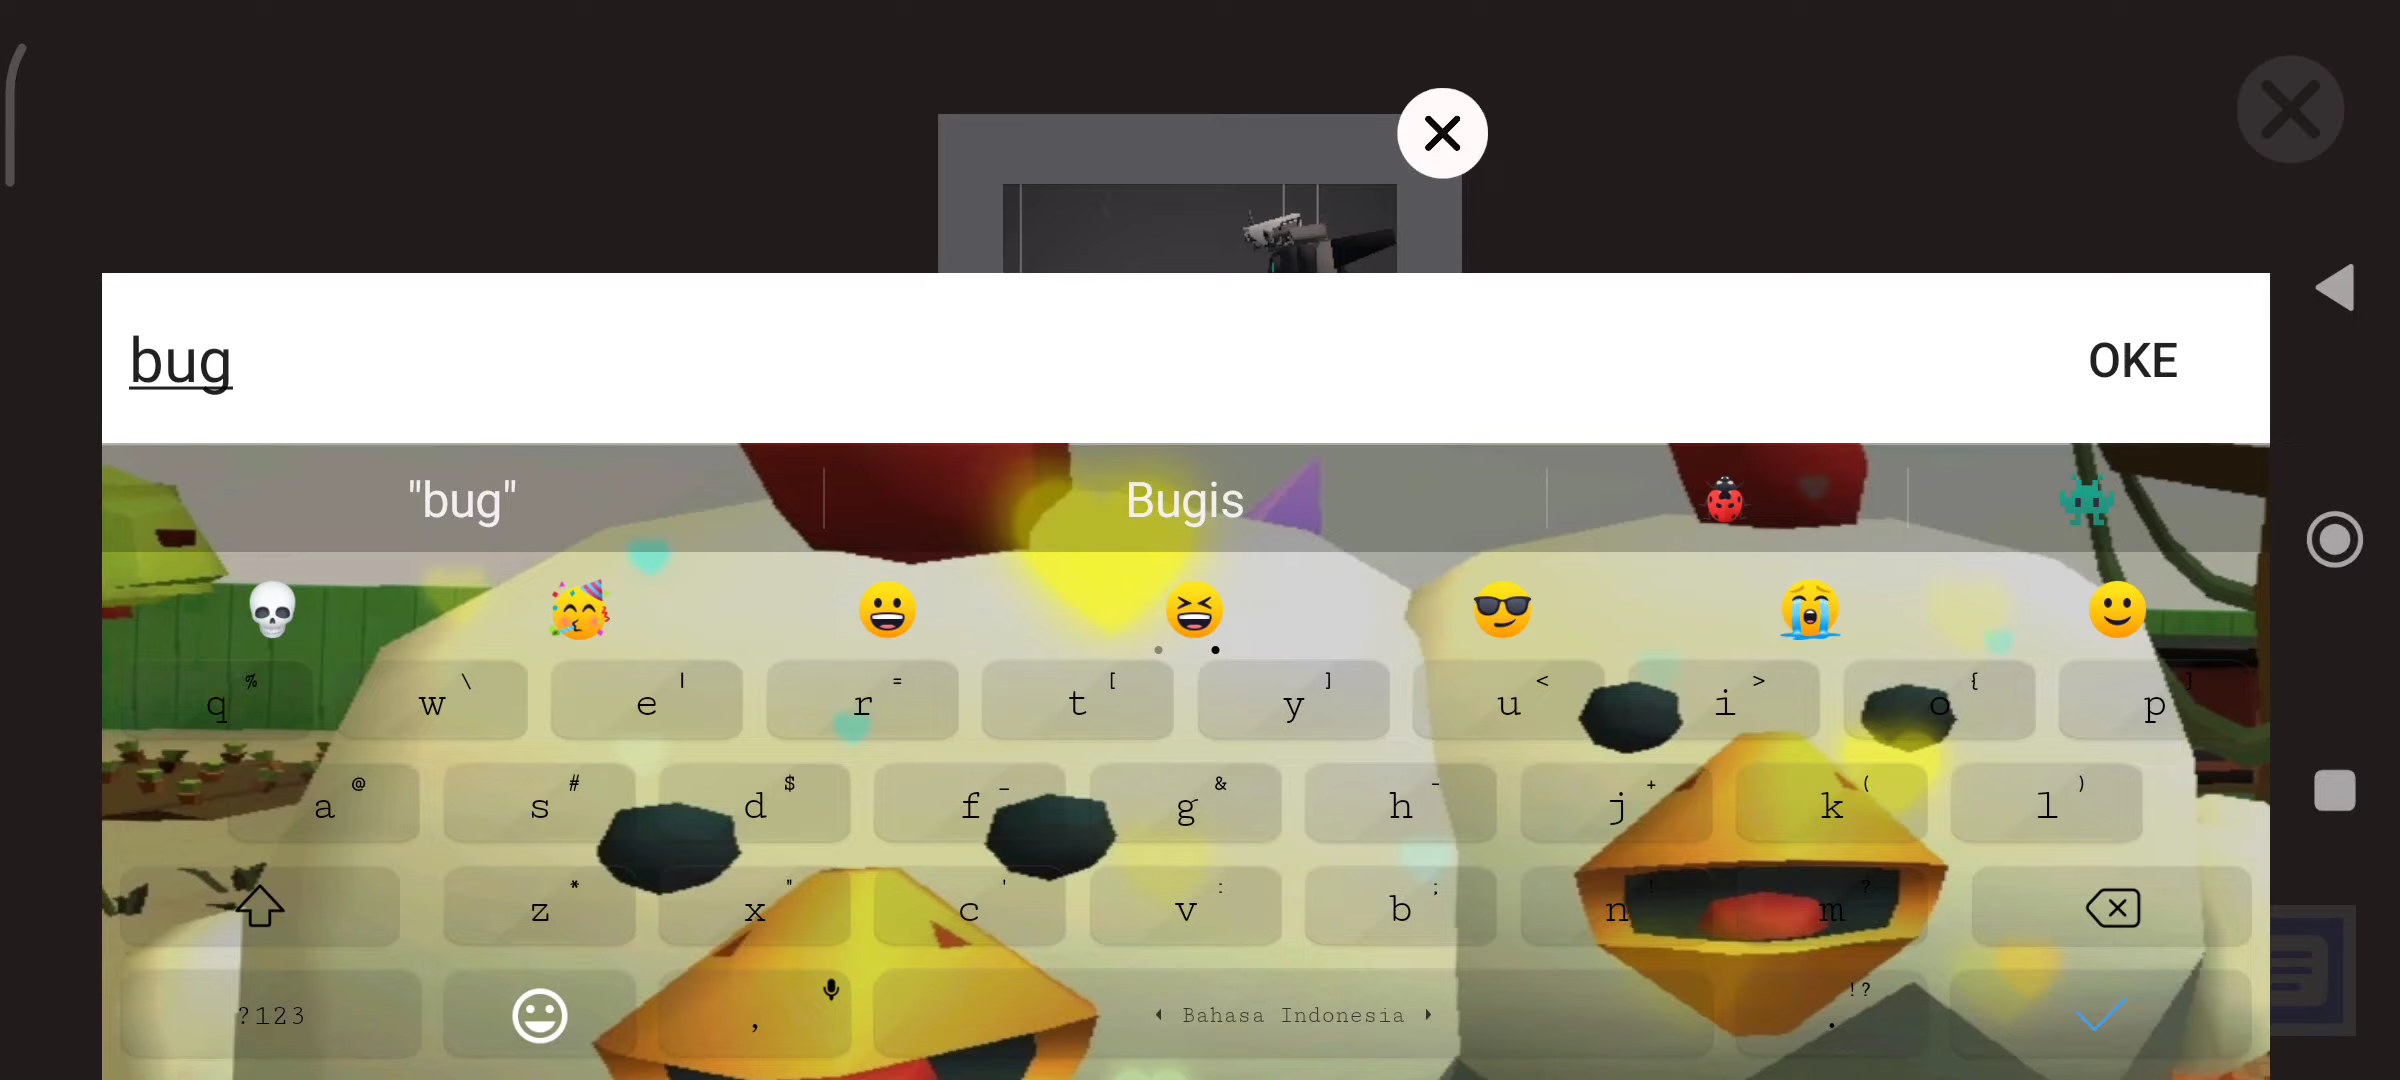 bug
OKE
"bug" Bugis
% \ | = [ ] < > { }
q w e r t y u i o p
@ # $ _ & - + ( )
a s d f g h j k l
* " ' : ; ! ?
z x c v b n m
?123 , Bahasa Indonesia !? .